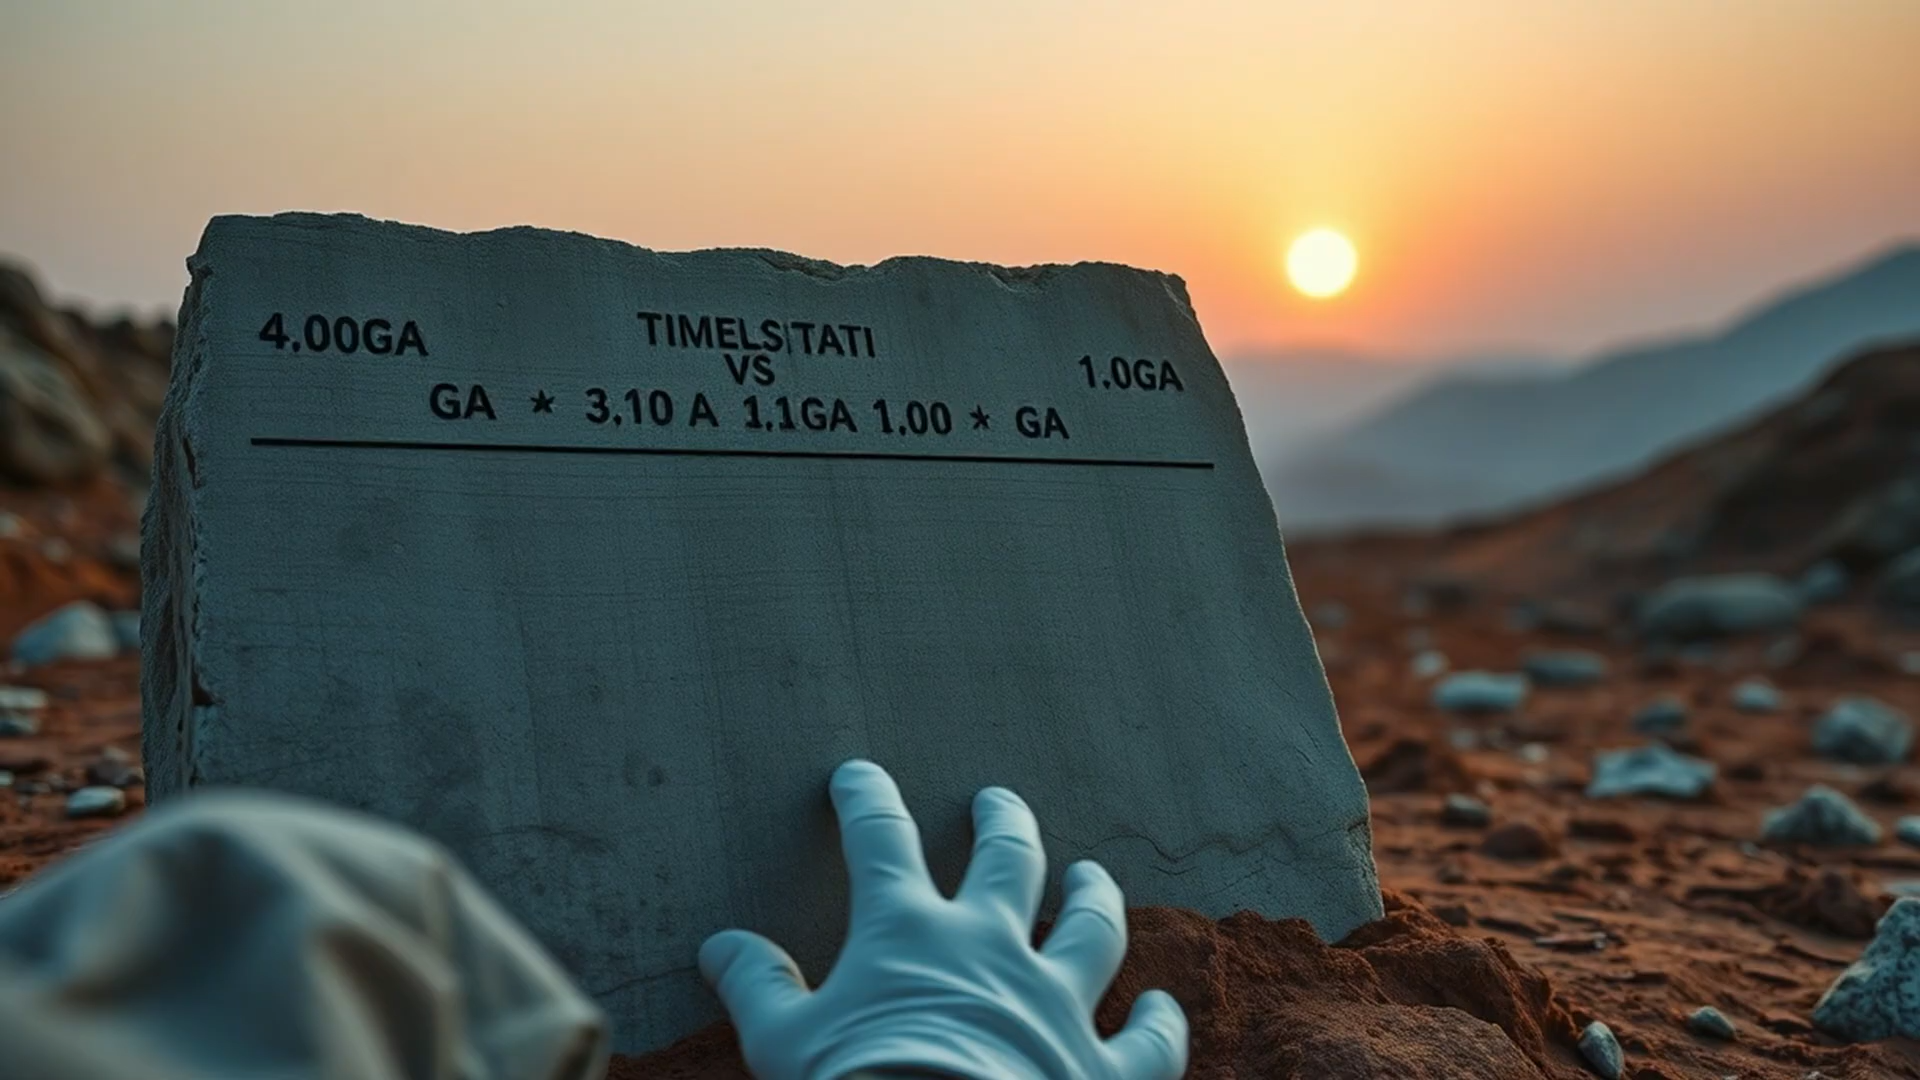 4.00GA TIMELSITATI 1.0GA
VS
GA * 3.10 A 1.1GA 1.00 * GA